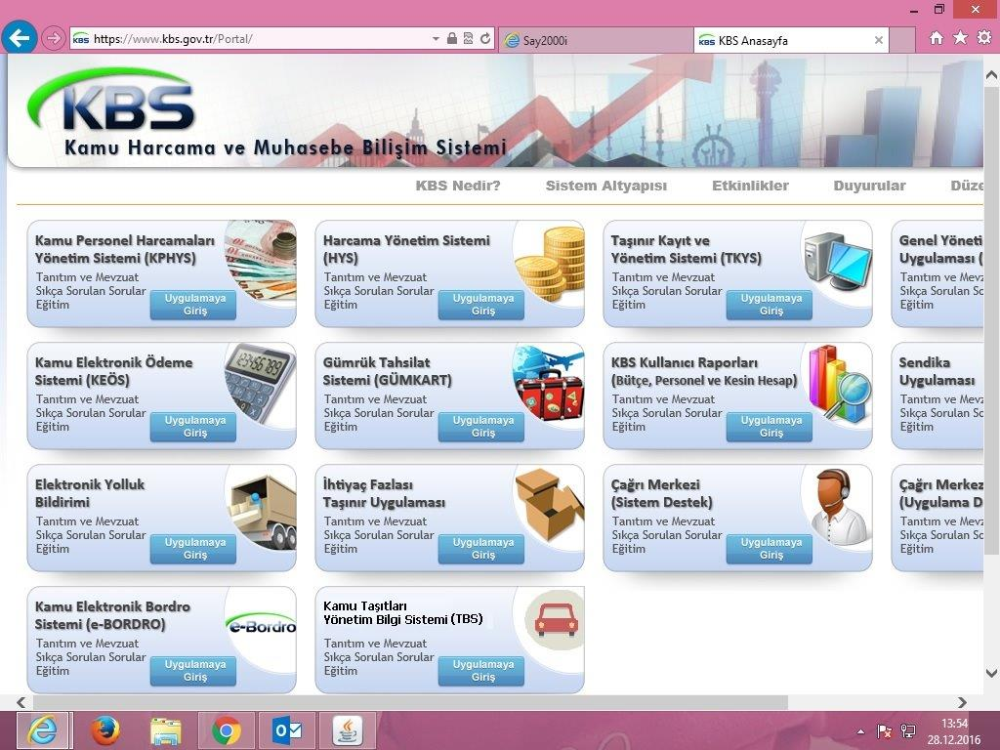 https://www.kbs.gov.tr/Portal/
Say2000i
KBS Anasayfa
KBS
Kamu Harcama ve Muhasebe Bilişim Sistemi
KBS Nedir?
Sistem Altyapısı
Etkinlikler
Duyurular
Düze
Kamu Personel Harcamaları
Yönetim Sistemi (KPHYS)
Tanıtım ve Mevzuat
Sıkça Sorulan Sorular
Eğitim
Uygulamaya
Giriş
Harcama Yönetim Sistemi
(HYS)
Tanıtım ve Mevzuat
Sıkça Sorulan Sorular
Eğitim
Uygulamaya
Giriş
Taşınır Kayıt ve
Yönetim Sistemi (TKYS)
Tanıtım ve Mevzuat
Sıkça Sorulan Sorular
Eğitim
Uygulamaya
Giriş
Genel Yöneti
Uygulaması (
Tanıtım ve Mevz
Sıkça Sorulan So
Eğitim
Kamu Elektronik Ödeme
Sistemi (KEÖS)
Tanıtım ve Mevzuat
Sıkça Sorulan Sorular
Eğitim
Uygulamaya
Giriş
Gümrük Tahsilat
Sistemi (GÜMKART)
Tanıtım ve Mevzuat
Sıkça Sorulan Sorular
Eğitim
Uygulamaya
Giriş
KBS Kullanıcı Raporları
(Bütçe, Personel ve Kesin Hesap)
Tanıtım ve Mevzuat
Sıkça Sorulan Sorular
Eğitim
Uygulamaya
Giriş
Sendika
Uygulaması
Tanıtım ve Mevz
Sıkça Sorulan So
Eğitim
Elektronik Yolluk
Bildirimi
Tanıtım ve Mevzuat
Sıkça Sorulan Sorular
Eğitim
Uygulamaya
Giriş
İhtiyaç Fazlası
Taşınır Uygulaması
Tanıtım ve Mevzuat
Sıkça Sorulan Sorular
Eğitim
Uygulamaya
Giriş
Çağrı Merkezi
(Sistem Destek)
Tanıtım ve Mevzuat
Sıkça Sorulan Sorular
Eğitim
Uygulamaya
Giriş
Çağrı Merkez
(Uygulama D
Tanıtım ve Mevz
Sıkça Sorulan So
Eğitim
Kamu Elektronik Bordro
Sistemi (e-BORDRO)
Tanıtım ve Mevzuat
Sıkça Sorulan Sorular
Eğitim
Uygulamaya
Giriş
e-Bordro
Kamu Taşıtları
Yönetim Bilgi Sistemi (TBS)
Tanıtım ve Mevzuat
Sıkça Sorulan Sorular
Eğitim
Uygulamaya
Giriş
13:54
28.12.2016